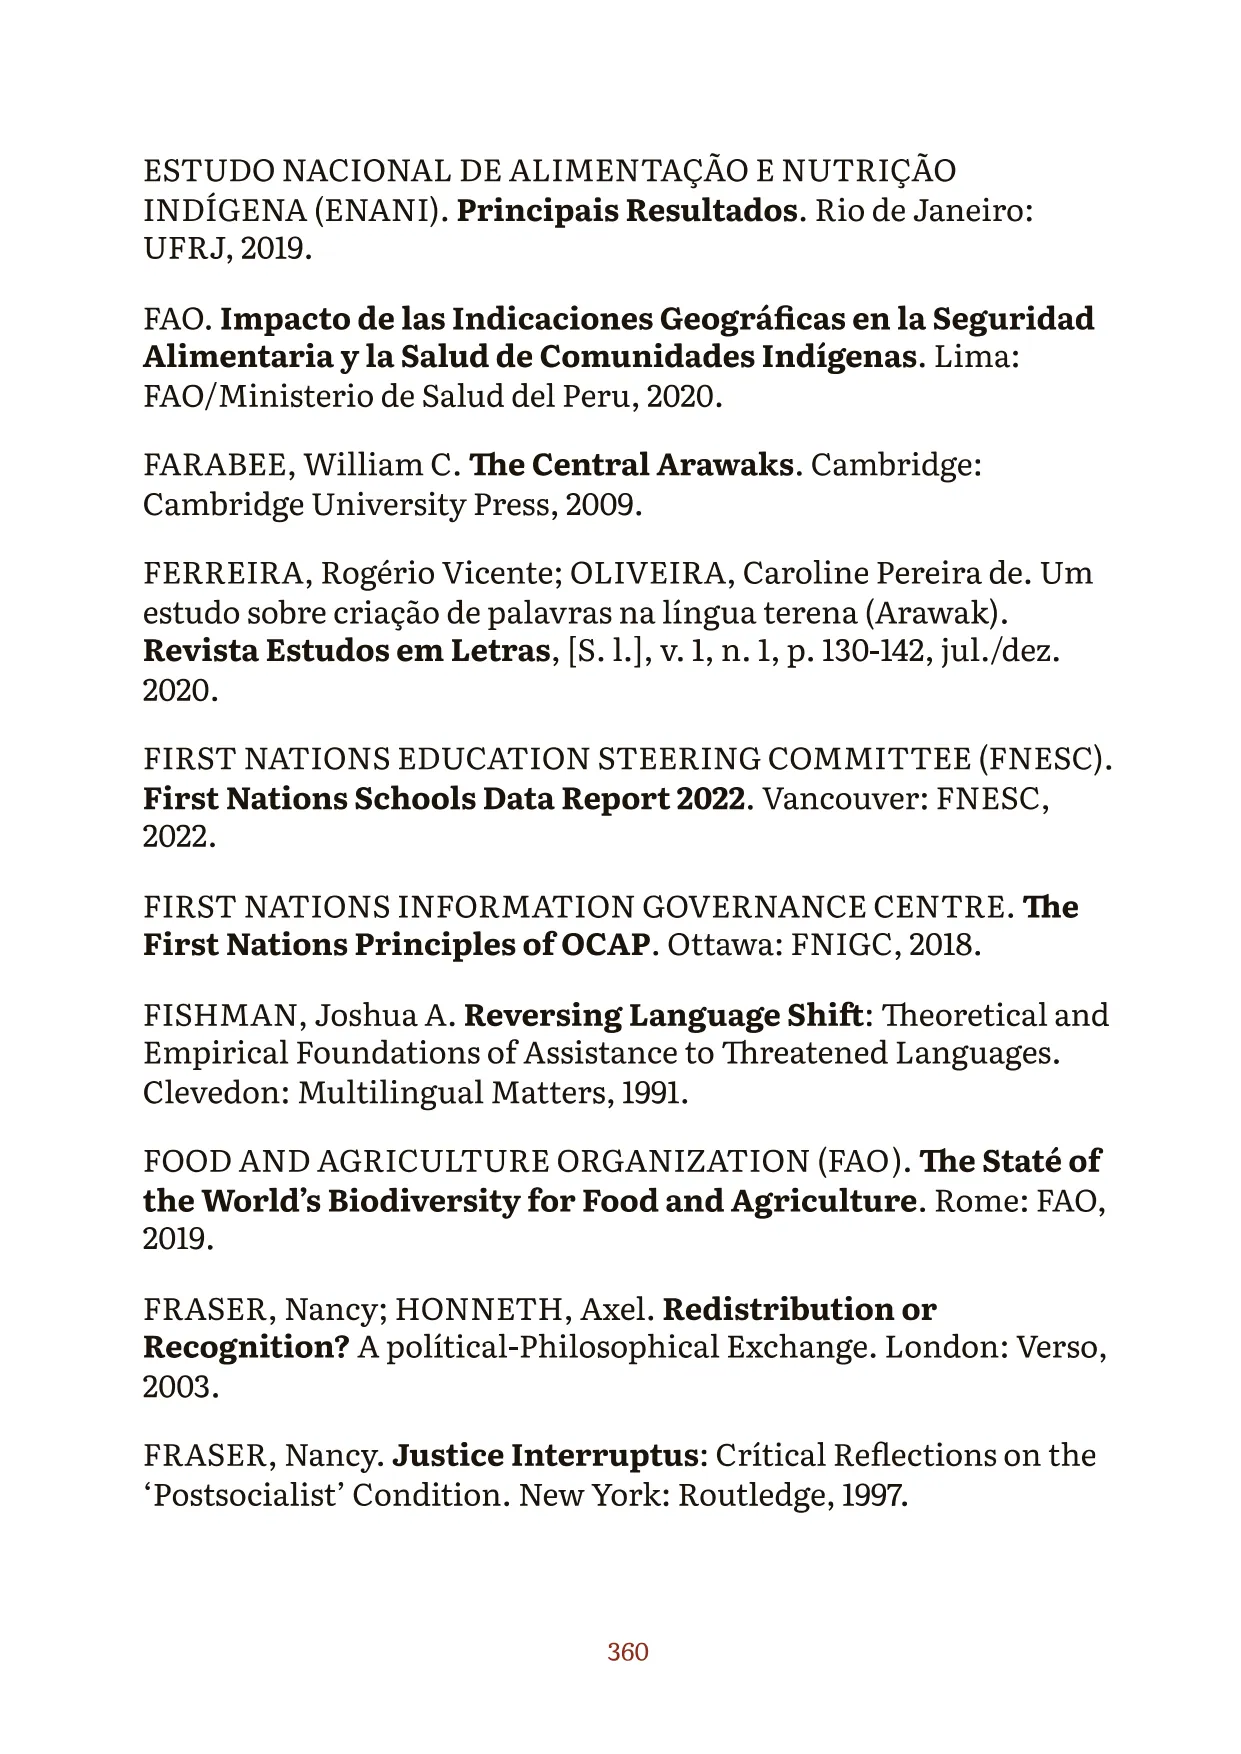 ESTUDO NACIONAL DE ALIMENTAÇÃO E NUTRIÇÃO
INDÍGENA (ENANI). Principais Resultados. Rio de Janeiro:
UFRJ, 2019.
FAO. Impacto de las Indicaciones Geográficas en la Seguridad
Alimentaria y la Salud de Comunidades Indígenas. Lima:
FAO/Ministerio de Salud del Peru, 2020.
FARABEE, William C. The Central Arawaks. Cambridge:
Cambridge University Press, 2009.
FERREIRA, Rogério Vicente; OLIVEIRA, Caroline Pereira de. Um
estudo sobre criação de palavras na língua terena (Arawak).
Revista Estudos em Letras, [S. l.], v. 1, n. 1, p. 130-142, jul./dez.
2020.
FIRST NATIONS EDUCATION STEERING COMMITTEE (FNESC).
First Nations Schools Data Report 2022. Vancouver: FNESC,
2022.
FIRST NATIONS INFORMATION GOVERNANCE CENTRE. The
First Nations Principles of OCAP. Ottawa: FNIGC, 2018.
FISHMAN, Joshua A. Reversing Language Shift: Theoretical and
Empirical Foundations of Assistance to Threatened Languages.
Clevedon: Multilingual Matters, 1991.
FOOD AND AGRICULTURE ORGANIZATION (FAO). The Staté of
the World’s Biodiversity for Food and Agriculture. Rome: FAO,
2019.
FRASER, Nancy; HONNETH, Axel. Redistribution or
Recognition? A político-Philosophical Exchange. London: Verso,
2003.
FRASER, Nancy. Justice Interruptus: Crítical Reflections on the
‘Postsocialist’ Condition. New York: Routledge, 1997.
360